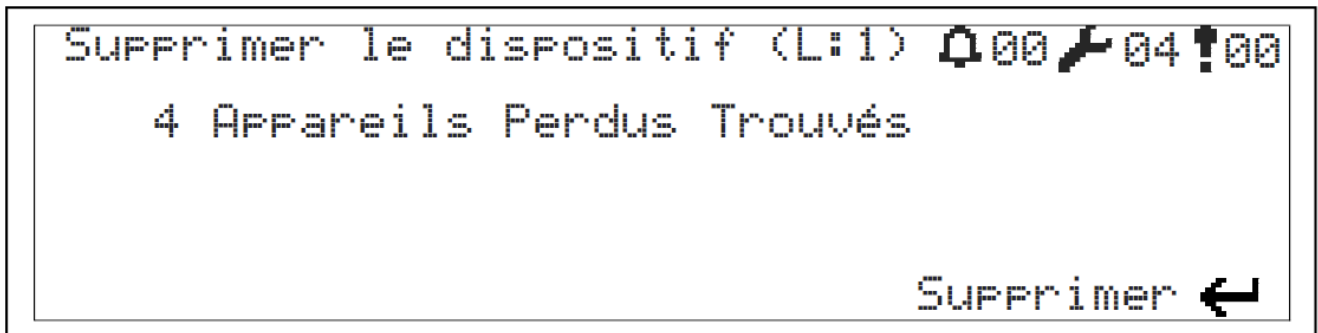 Supprimer le dispositif (L:1) 00 04 00
4 Appareils Perdus Trouvés
Supprimer